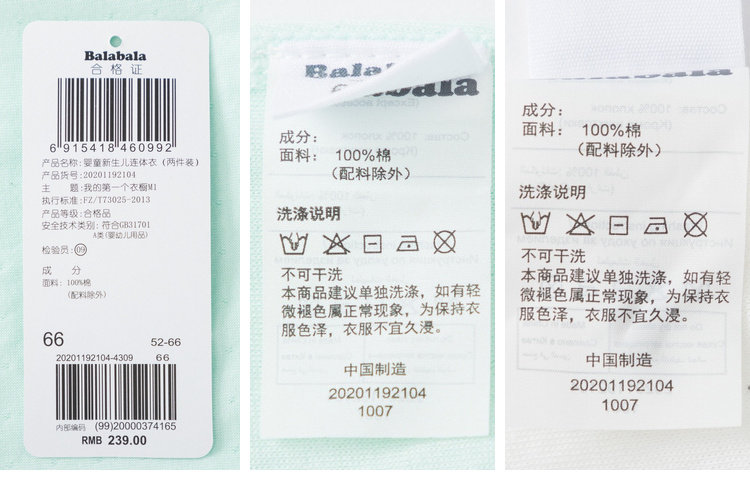 Balabala
合格证
6 915418 460992
产品名称:婴童新生儿连体衣(两件装)
产品货号:20201192104
主 题:我的第一个衣橱M1
执行标准:FZ/T73025-2013
产品等级:合格品
安全技术类别:符合GB31701
A类(婴幼儿用品)
检验员:09
成 分
面料:100%棉
(配料除外)
66 52-66
20201192104-4309 66
内部编码 (99)20000374165
RMB 239.00
成分:
面料: 100%棉
(配料除外)
洗涤说明
不可干洗
本商品建议单独洗涤,如有轻
微褪色属正常现象,为保持衣
服色泽,衣服不宜久浸。
中国制造
20201192104
1007
成分:
面料: 100%棉
(配料除外)
洗涤说明
不可干洗
本商品建议单独洗涤,如有轻
微褪色属正常现象,为保持衣
服色泽,衣服不宜久浸。
中国制造
20201192104
1007